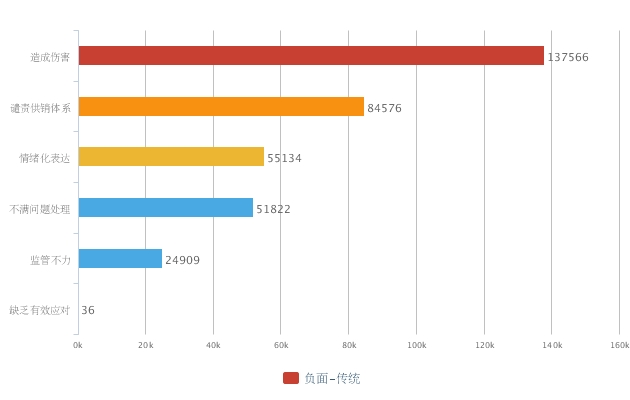 造成伤害
137566
谴责供销体系
84576
情绪化表达
55134
不满问题处理
51822
监管不力
24909
缺乏有效应对
36
0k 20k 40k 60k 80k 100k 120k 140k 160k
负面-传统